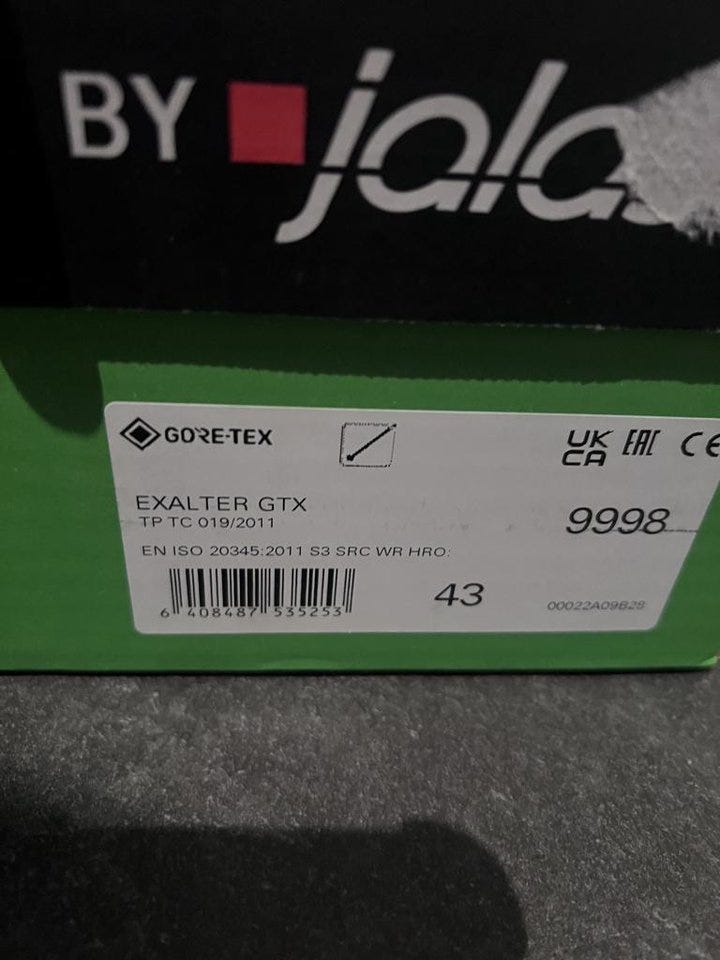 BY jalas
GORE-TEX
UK CA EAC CE
EXALTER GTX
TP TC 019/2011
9998
EN ISO 20345:2011 S3 SRC WR HRO:
6 408487 535253
43
00022A09B28